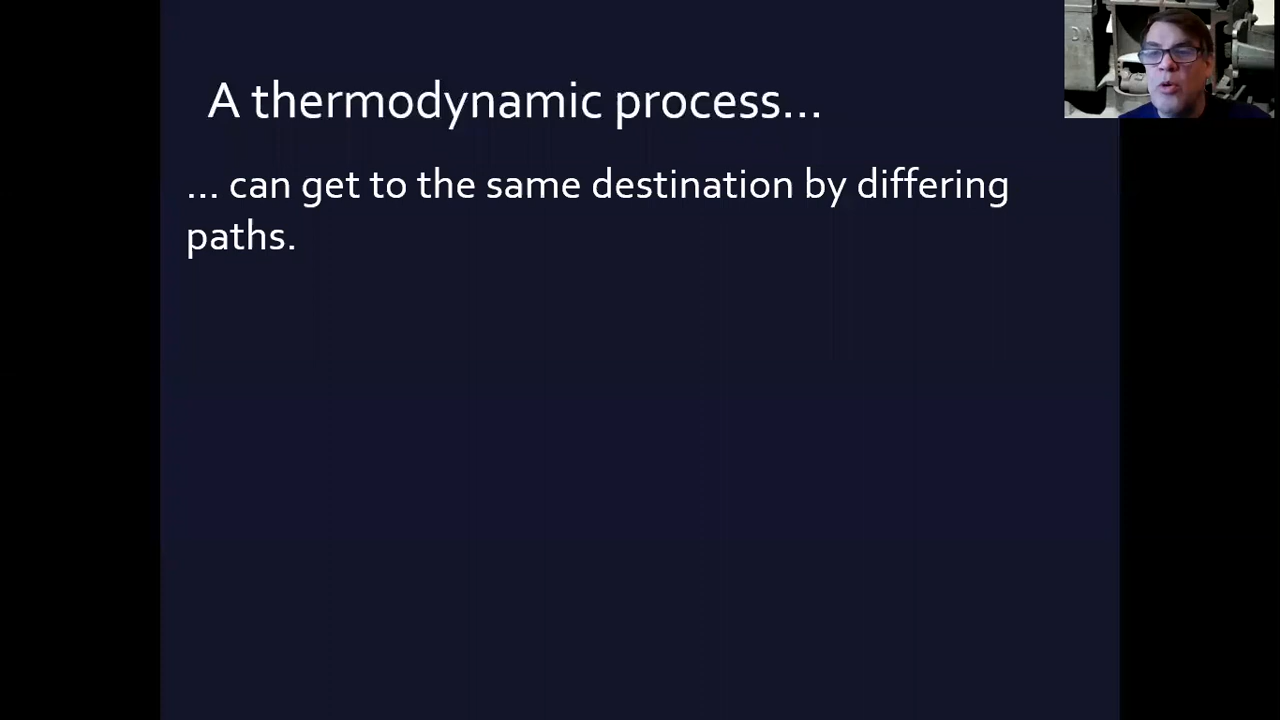 A thermodynamic process...
... can get to the same destination by differing
paths.